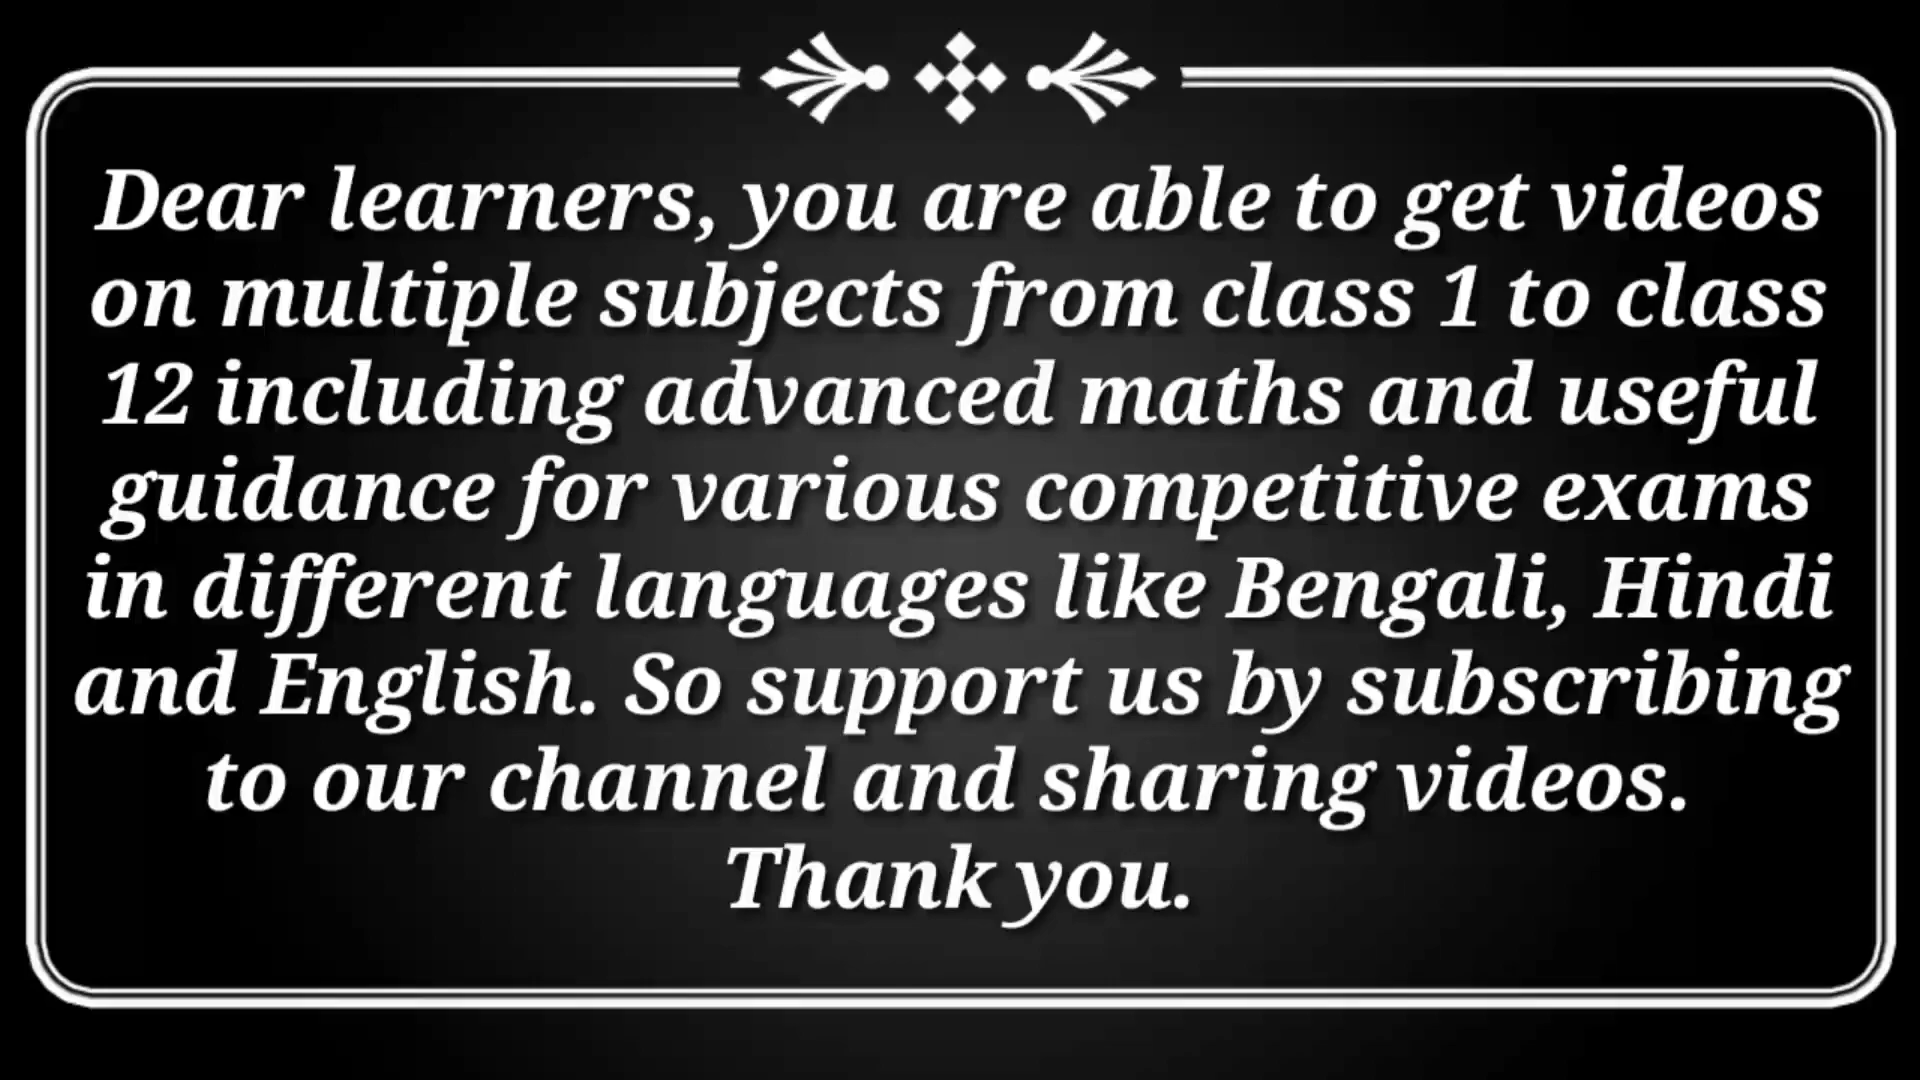 Dear learners, you are able to get videos
on multiple subjects from class 1 to class
12 including advanced maths and useful
guidance for various competitive exams
in different languages like Bengali, Hindi
and English. So support us by subscribing
to our channel and sharing videos.
Thank you.